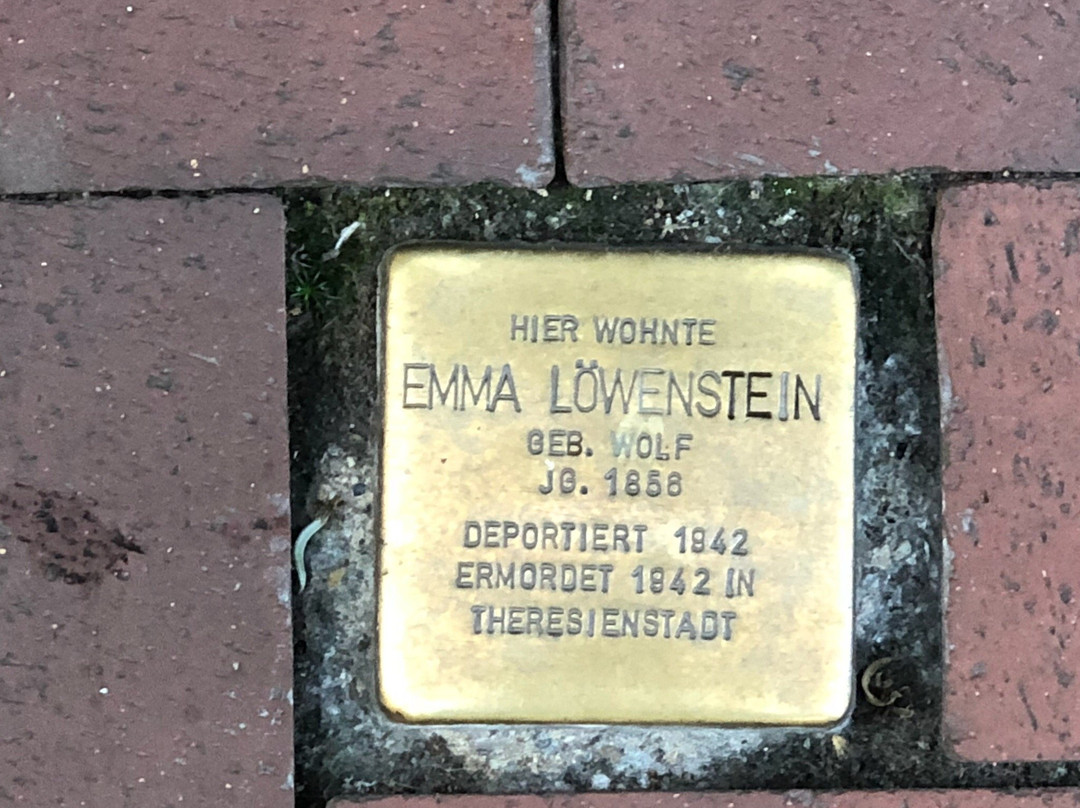 HIER WOHNTE
EMMA LÖWENSTEIN
GEB. WOLF
JG. 1858
DEPORTIERT 1942
ERMORDET 1942 IN
THERESIENSTADT